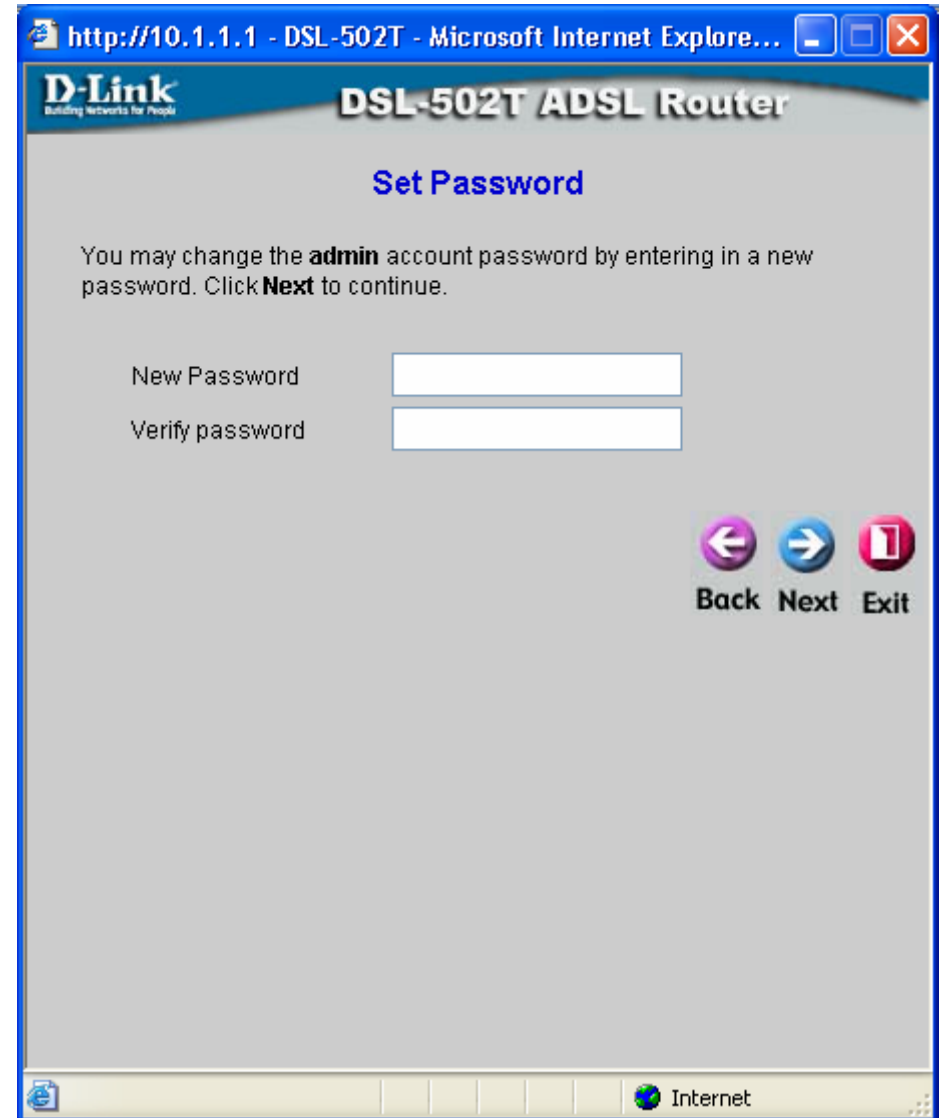 http://10.1.1.1 - DSL-502T - Microsoft Internet Explore...
D-Link
Building Networks for People
DSL-502T ADSL Router
Set Password
You may change the admin account password by entering in a new
password. Click Next to continue.
New Password
Verify password
Back Next Exit
Internet